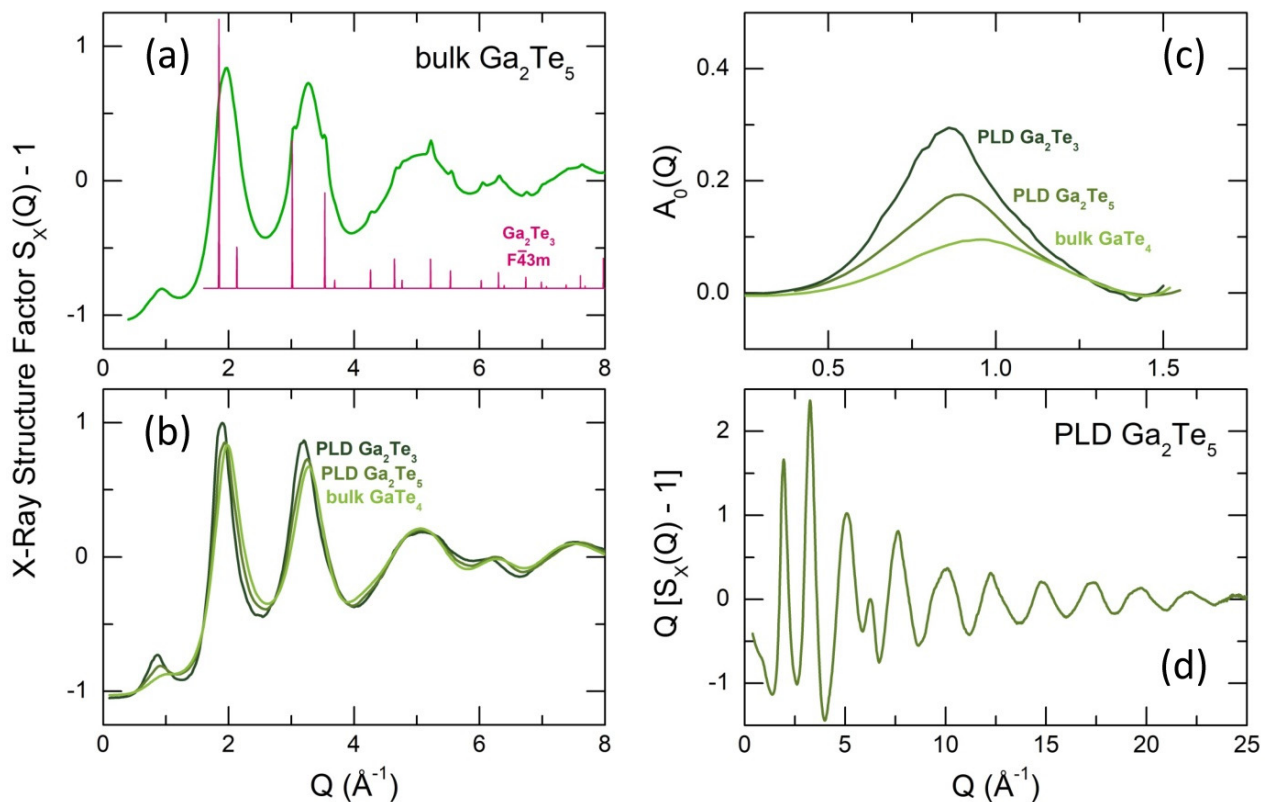 X-Ray Structure Factor S_X(Q) - 1
(a)
bulk Ga₂Te₅
1
0
-1
Ga₂Te₃
F4̅3m
0
2
4
6
8
(b)
1
0
-1
PLD Ga₂Te₃
PLD Ga₂Te₅
bulk GaTe₄
0
2
4
6
8
Q (Å⁻¹)
A₀(Q)
(c)
0.4
0.2
0.0
PLD Ga₂Te₃
PLD Ga₂Te₅
bulk GaTe₄
0.5
1.0
1.5
Q [S_X(Q) - 1]
PLD Ga₂Te₅
2
1
0
-1
(d)
0
5
10
15
20
25
Q (Å⁻¹)